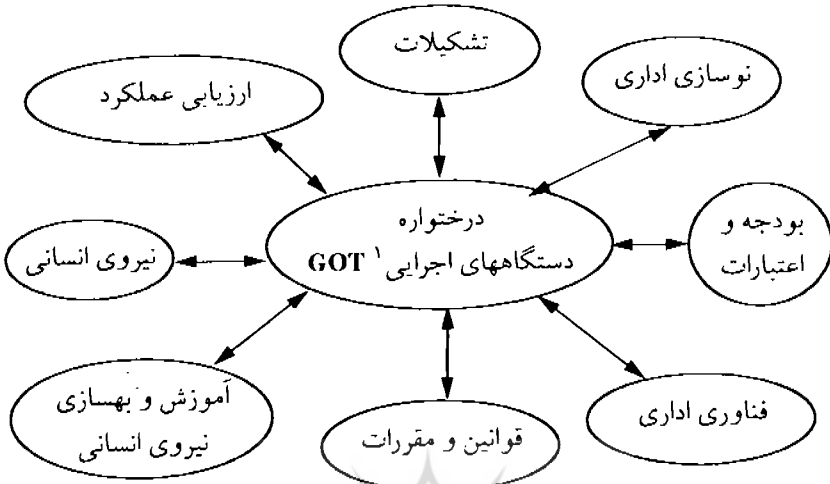 تشکیلات
نوسازی اداری
ارزیابی عملکرد
درختواره
دستگاههای اجرایی ۱ GOT
بودجه و
اعتبارات
نیروی انسانی
آموزش و بهسازی
نیروی انسانی
قوانین و مقررات
فناوری اداری